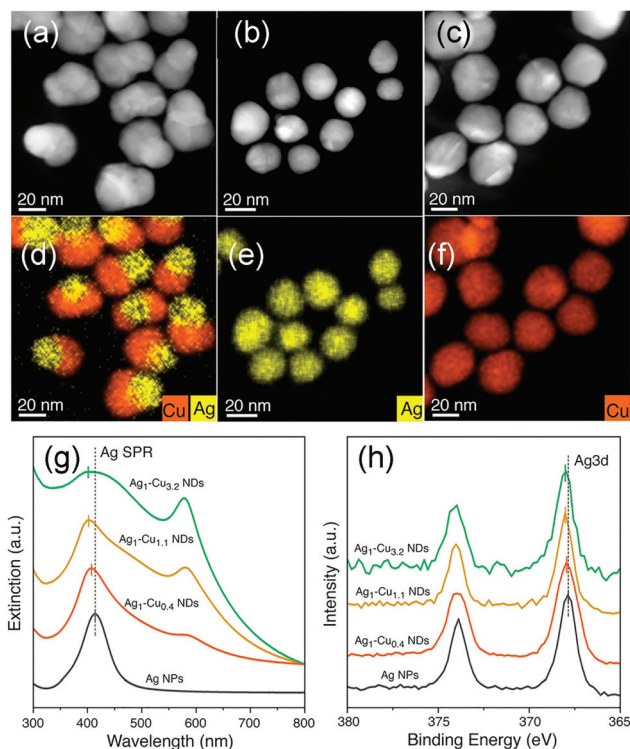 (a)
(b)
(c)
20 nm
20 nm
20 nm
(d)
(e)
(f)
20 nm
Cu
Ag
20 nm
Ag
20 nm
Cu
(g)
Ag SPR
Ag₁-Cu₃.₂ NDs
Ag₁-Cu₁.₁ NDs
Ag₁-Cu₀.₄ NDs
Ag NPs
Extinction (a.u.)
300 400 500 600 700 800
Wavelength (nm)
(h)
Ag3d
Ag₁-Cu₃.₂ NDs
Ag₁-Cu₁.₁ NDs
Ag₁-Cu₀.₄ NDs
Ag NPs
Intensity (a.u.)
380 375 370 365
Binding Energy (eV)